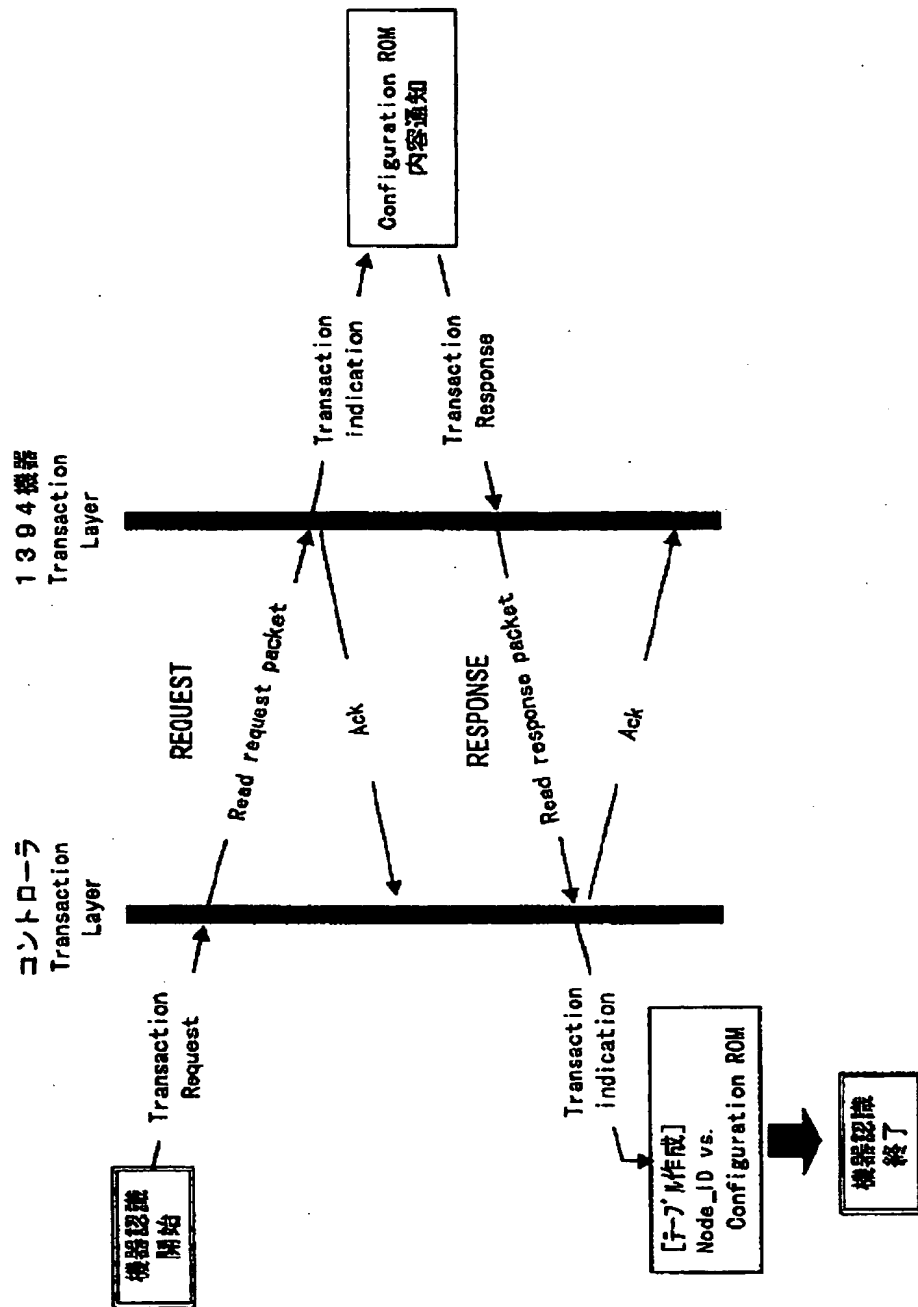 コントローラ
Transaction
Layer
１３９４機器
Transaction
Layer
機器認識
開始
Transaction
Request
REQUEST
Read request packet
Transaction
indication
Ack
Configuration ROM
内容通知
Transaction
Response
RESPONSE
Read response packet
Transaction
indication
Ack
[ﾃｰﾌﾞﾙ作成]
Node_ID vs.
Configuration ROM
機器認識
終了